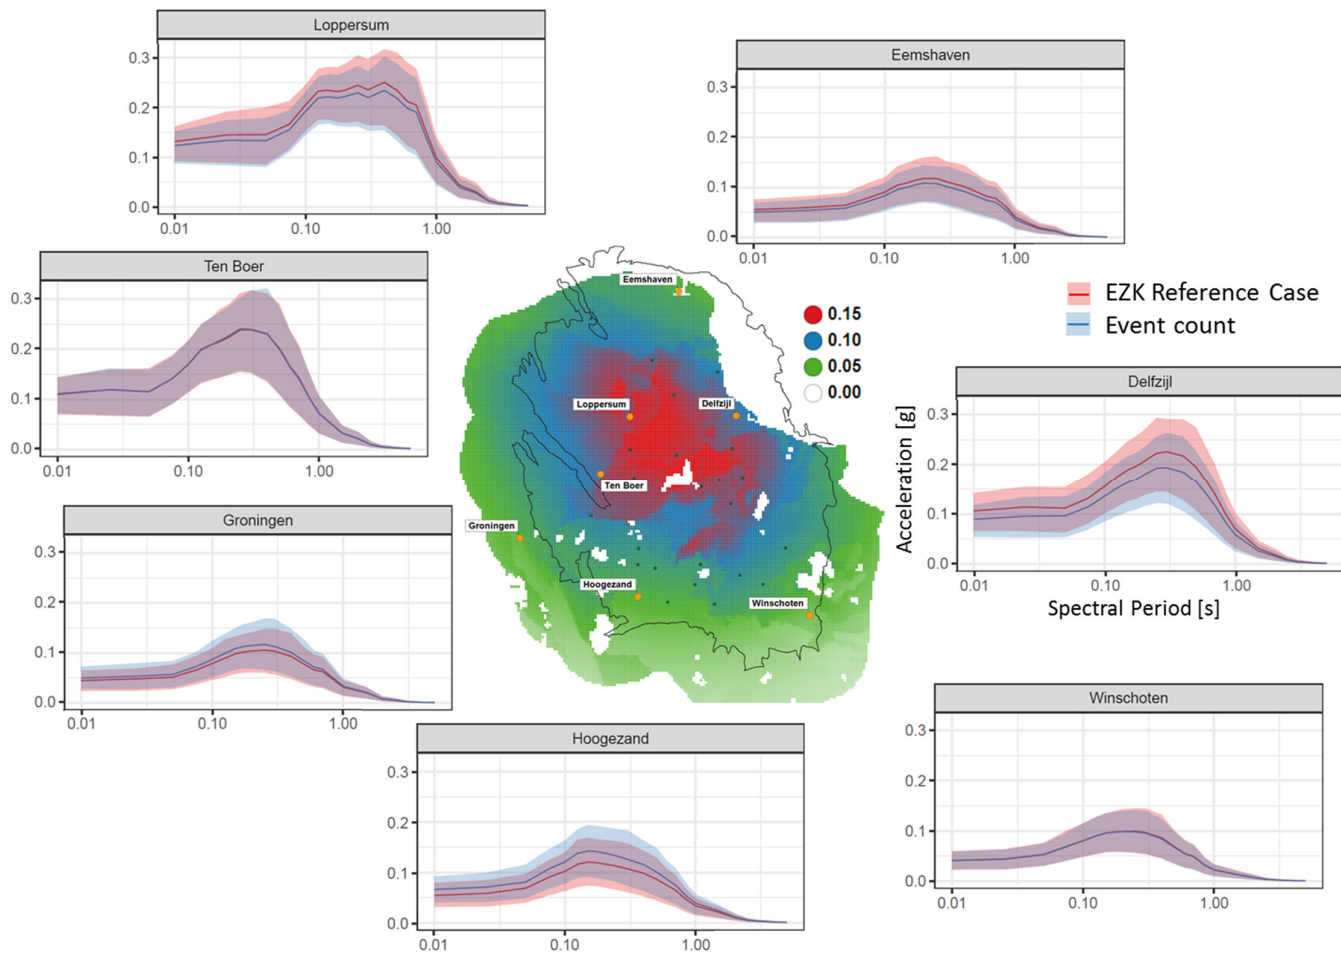 Loppersum
0.3
0.2
0.1
0.0
0.01 0.10 1.00
Eemshaven
0.3
0.2
0.1
0.0
0.01 0.10 1.00
Ten Boer
0.3
0.2
0.1
0.0
0.01 0.10 1.00
Eemshaven
Loppersum
Delfzijl
Ten Boer
Groningen
Hoogezand
Winschoten
0.15
0.10
0.05
0.00
EZK Reference Case
Event count
Delfzijl
Acceleration [g]
0.3
0.2
0.1
0.0
0.01 0.10 1.00
Spectral Period [s]
Groningen
0.3
0.2
0.1
0.0
0.01 0.10 1.00
Hoogezand
0.3
0.2
0.1
0.0
0.01 0.10 1.00
Winschoten
0.3
0.2
0.1
0.0
0.01 0.10 1.00